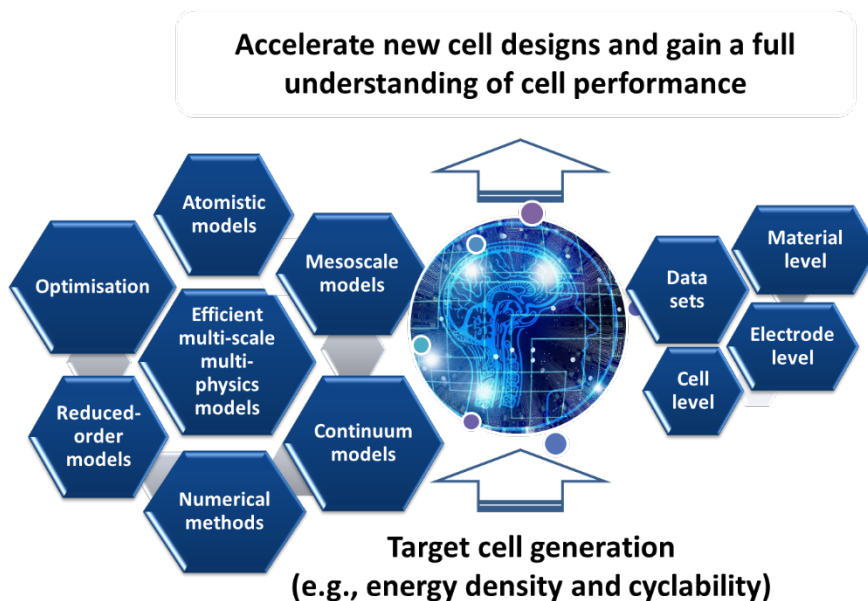 Accelerate new cell designs and gain a full
understanding of cell performance
Atomistic
models
Mesoscale
models
Optimisation
Efficient
multi-scale
multi-
physics
models
Reduced-
order
models
Continuum
models
Numerical
methods
Data
sets
Material
level
Electrode
level
Cell
level
Target cell generation
(e.g., energy density and cyclability)